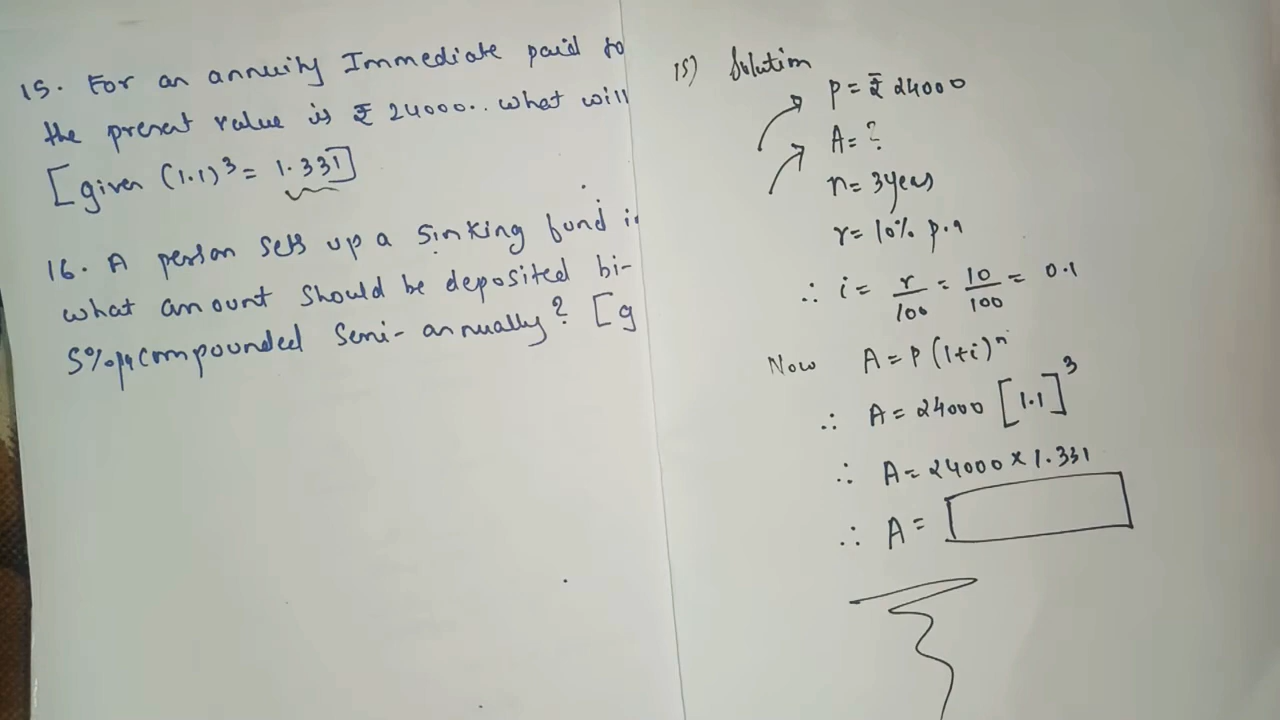 15. For an annuity Immediate paid to
the present value is ₹ 24000.. what will
[given (1.1)³ = 1.331]
16. A person sets up a sinking fund i
what amount should be deposited bi-
5% compounded Semi-annually? [g
15) Solution
P = ₹ 24000
A = ?
n = 3 years
r = 10% p.a
∴ i = r/100 = 10/100 = 0.1
Now A = P (1+i)ⁿ
∴ A = 24000 [1.1]³
∴ A = 24000 × 1.331
∴ A =